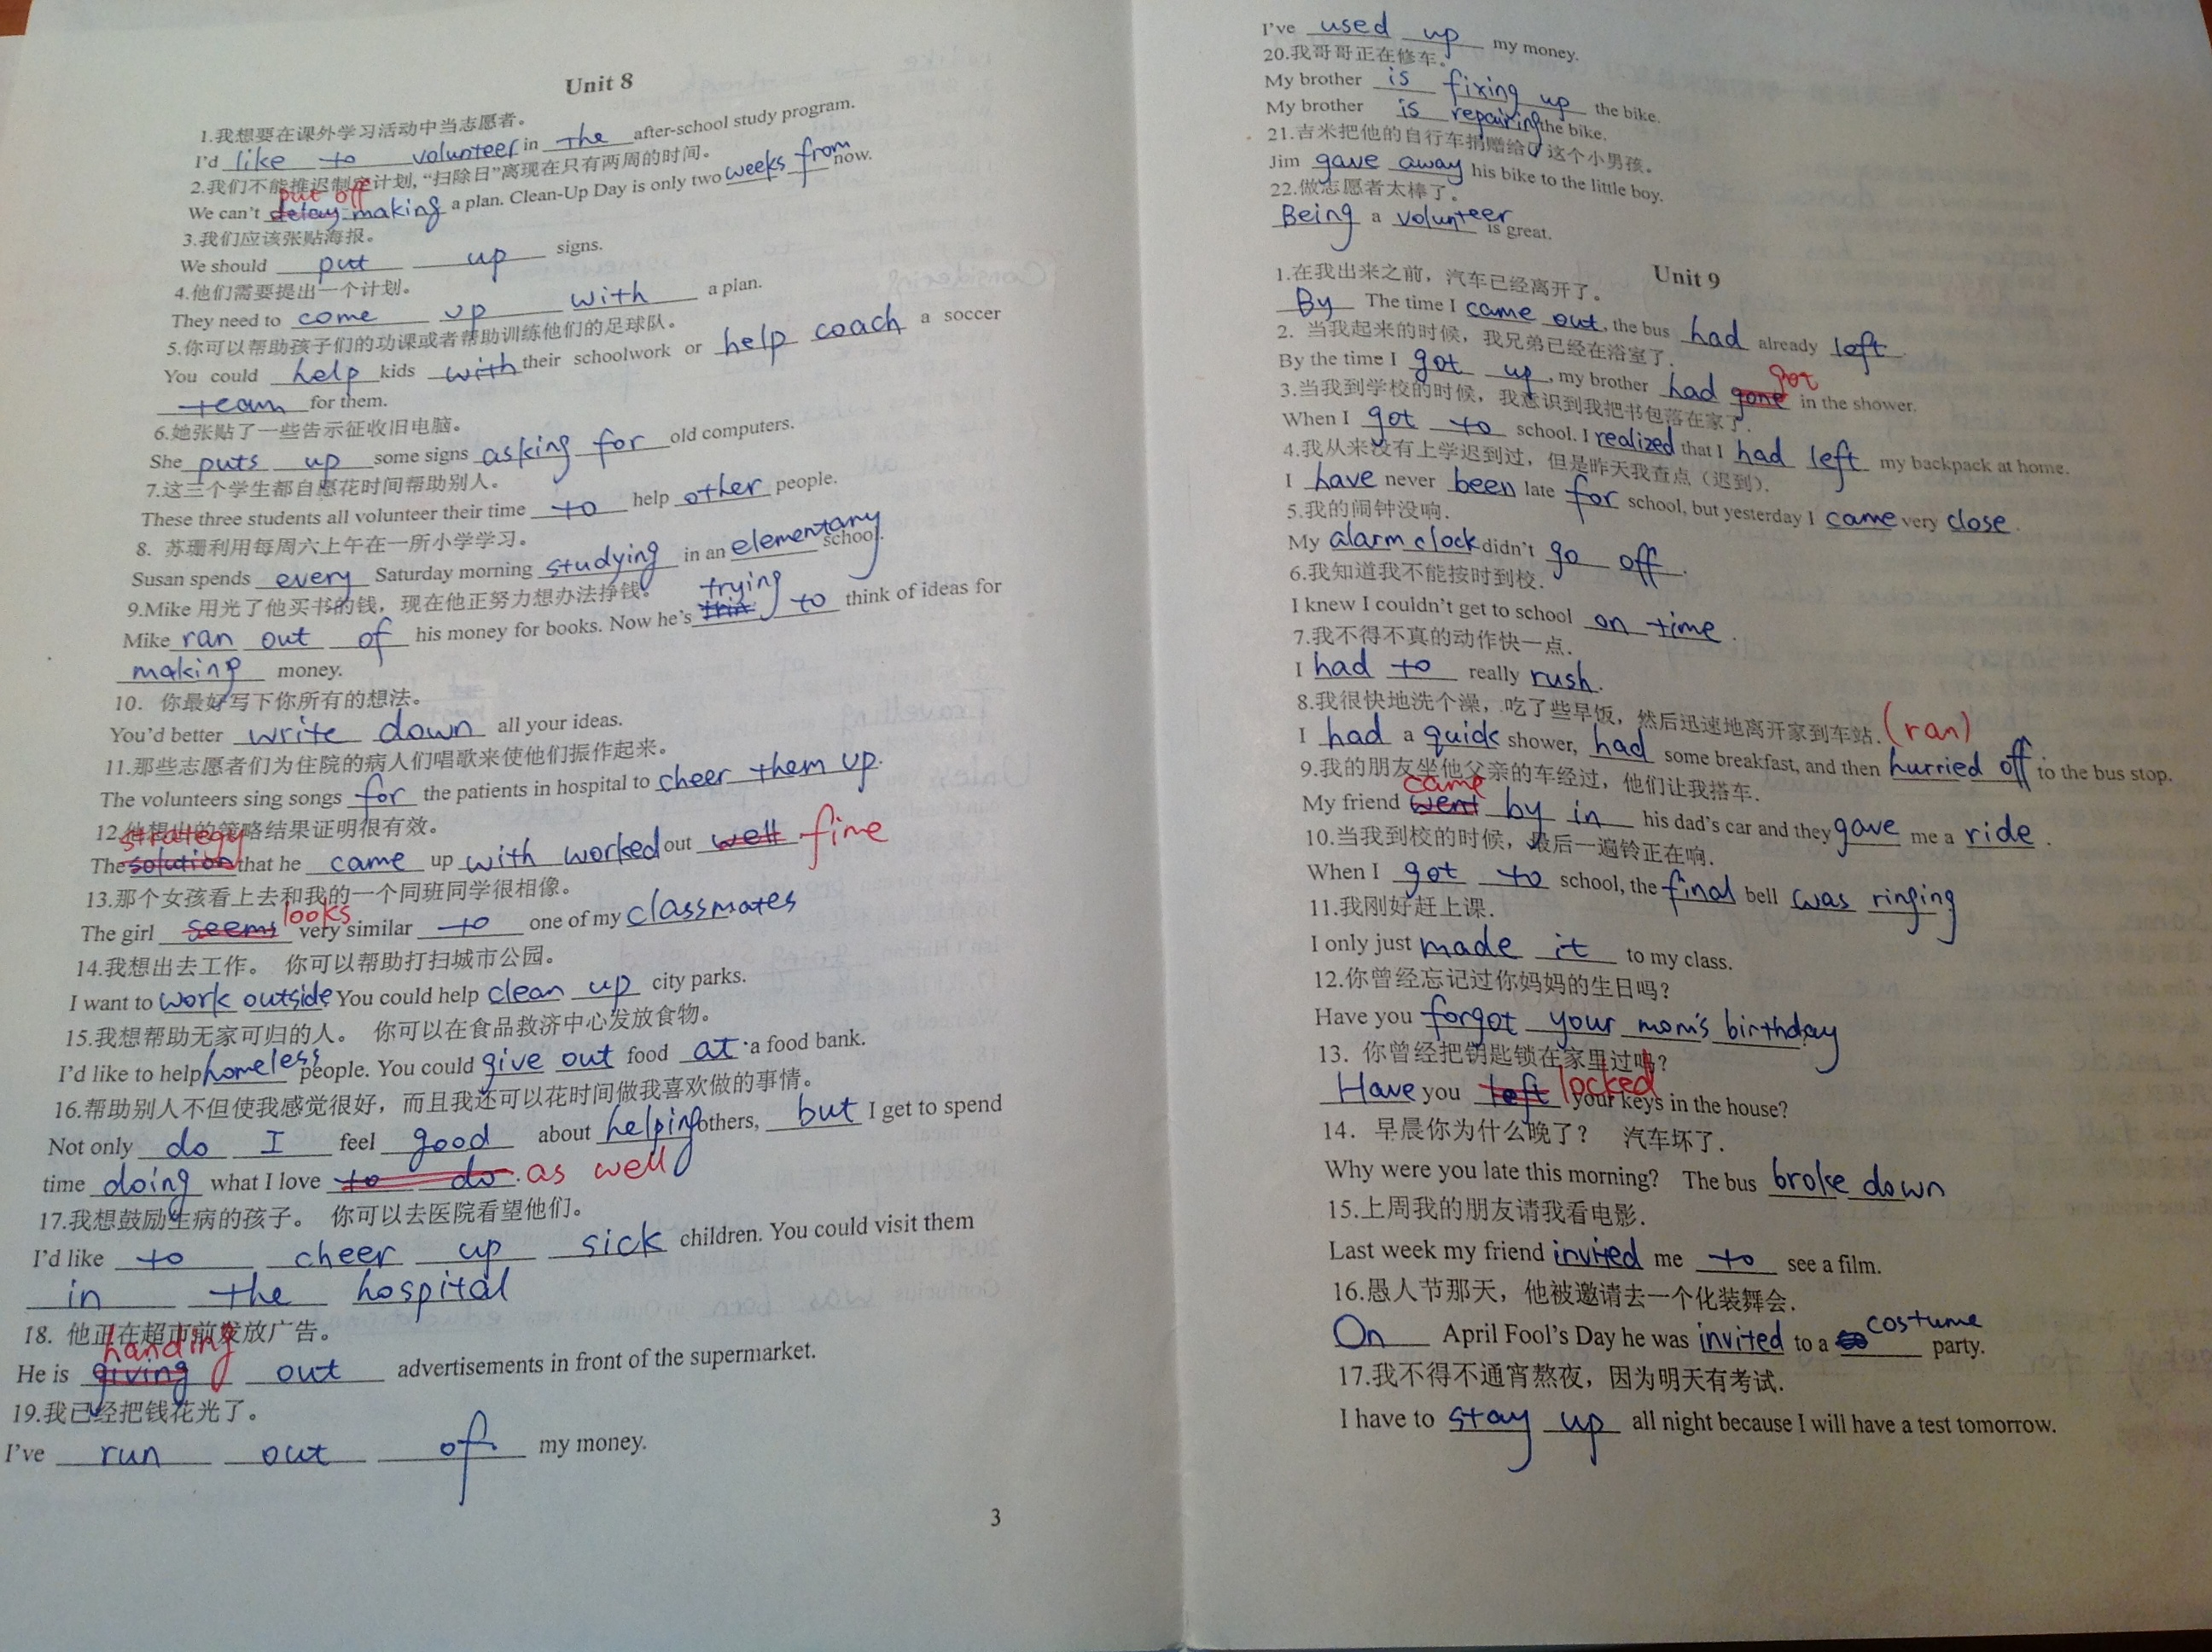 Unit 8
1.我想要在课外学习活动中当志愿者。
I'd like to volunteer in the after-school study program.
2.我们不能推迟制定计划,“扫除日”离现在只有两周的时间。
put off
We can't delay making a plan. Clean-Up Day is only two weeks from now.
3.我们应该张贴海报。
We should put up signs.
4.他们需要提出一个计划。
They need to come up with a plan.
5.你可以帮助孩子们的功课或者帮助训练他们的足球队。
You could help kids with their schoolwork or help coach a soccer
team for them.
6.她张贴了一些告示征收旧电脑。
She puts up some signs asking for old computers.
7.这三个学生都自愿花时间帮助别人。
These three students all volunteer their time to help other people.
8. 苏珊利用每周六上午在一所小学学习。
Susan spends every Saturday morning studying in an elementary school.
9.Mike 用光了他买书的钱，现在他正努力想办法挣钱。
Mike ran out of his money for books. Now he's trying to think of ideas for
making money.
10. 你最好写下你所有的想法。
You'd better write down all your ideas.
11.那些志愿者们为住院的病人们唱歌来使他们振作起来。
The volunteers sing songs for the patients in hospital to cheer them up.
12.他想出的策略结果证明很有效。
strategy
The solution that he came up with worked out well fine
13.那个女孩看上去和我的一个同班同学很相像。
The girl seems looks very similar to one of my classmates
14.我想出去工作。 你可以帮助打扫城市公园。
I want to work outside You could help clean up city parks.
15.我想帮助无家可归的人。 你可以在食品救济中心发放食物。
I'd like to help homeless people. You could give out food at a food bank.
16.帮助别人不但使我感觉很好，而且我还可以花时间做我喜欢做的事情。
Not only do I feel good about helping others, but I get to spend
time doing what I love to do. as well
17.我想鼓励生病的孩子。 你可以去医院看望他们。
I'd like to cheer up sick children. You could visit them
in the hospital
18. 他正在超市前发放广告。
handing
He is giving out advertisements in front of the supermarket.
19.我已经把钱花光了。
I've run out of my money.
3
I've used up my money.
20.我哥哥正在修车。
My brother is fixing up the bike.
My brother is repairing the bike.
21.吉米把他的自行车捐赠给了这个小男孩。
Jim gave away his bike to the little boy.
22.做志愿者太棒了。
Being a volunteer is great.
Unit 9
1.在我出来之前，汽车已经离开了。
By The time I came out, the bus had already left.
2. 当我起来的时候，我兄弟已经在浴室了.
By the time I got up, my brother had gone got in the shower.
3.当我到学校的时候，我意识到我把书包落在家了.
When I got to school. I realized that I had left my backpack at home.
4.我从来没有上学迟到过，但是昨天我查点（迟到).
I have never been late for school, but yesterday I came very close.
5.我的闹钟没响.
My alarm clock didn't go off.
6.我知道我不能按时到校.
I knew I couldn't get to school on time.
7.我不得不真的动作快一点.
I had to really rush.
8.我很快地洗个澡，吃了些早饭，然后迅速地离开家到车站. (ran)
I had a quick shower, had some breakfast, and then hurried off to the bus stop.
9.我的朋友坐他父亲的车经过，他们让我搭车.
came
My friend went by in his dad's car and they gave me a ride.
10.当我到校的时候，最后一遍铃正在响.
When I got to school, the final bell was ringing
11.我刚好赶上课.
I only just made it to my class.
12.你曾经忘记过你妈妈的生日吗?
Have you forgot your mom's birthday
13. 你曾经把钥匙锁在家里过吗?
Have you left locked your keys in the house?
14. 早晨你为什么晚了? 汽车坏了.
Why were you late this morning? The bus broke down
15.上周我的朋友请我看电影.
Last week my friend invited me to see a film.
16.愚人节那天，他被邀请去一个化装舞会.
On April Fool's Day he was invited to a costume party.
17.我不得不通宵熬夜，因为明天有考试.
I have to stay up all night because I will have a test tomorrow.